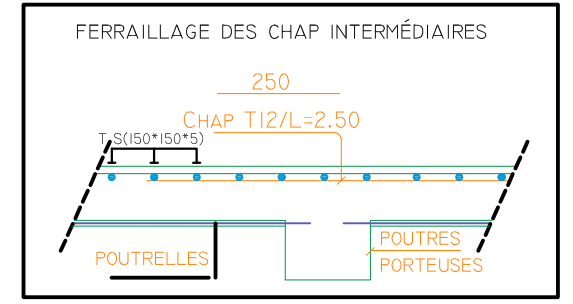 FERRAILLAGE DES CHAP INTERMÉDIAIRES
250
CHAP T12/L=2.50
T S(150*150*5)
POUTRELLES
POUTRES
PORTEUSES